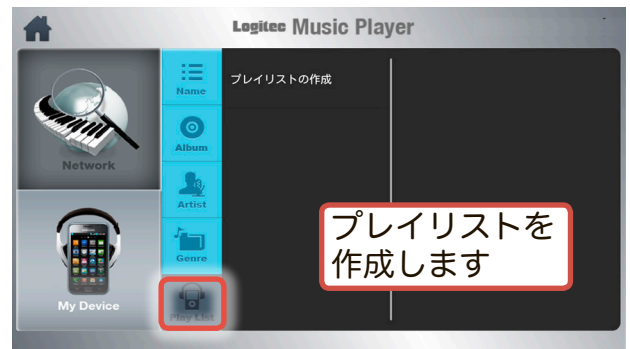 Logitec Music Player
Network
My Device
Name
Album
Artist
Genre
Play List
プレイリストの作成
プレイリストを
作成します